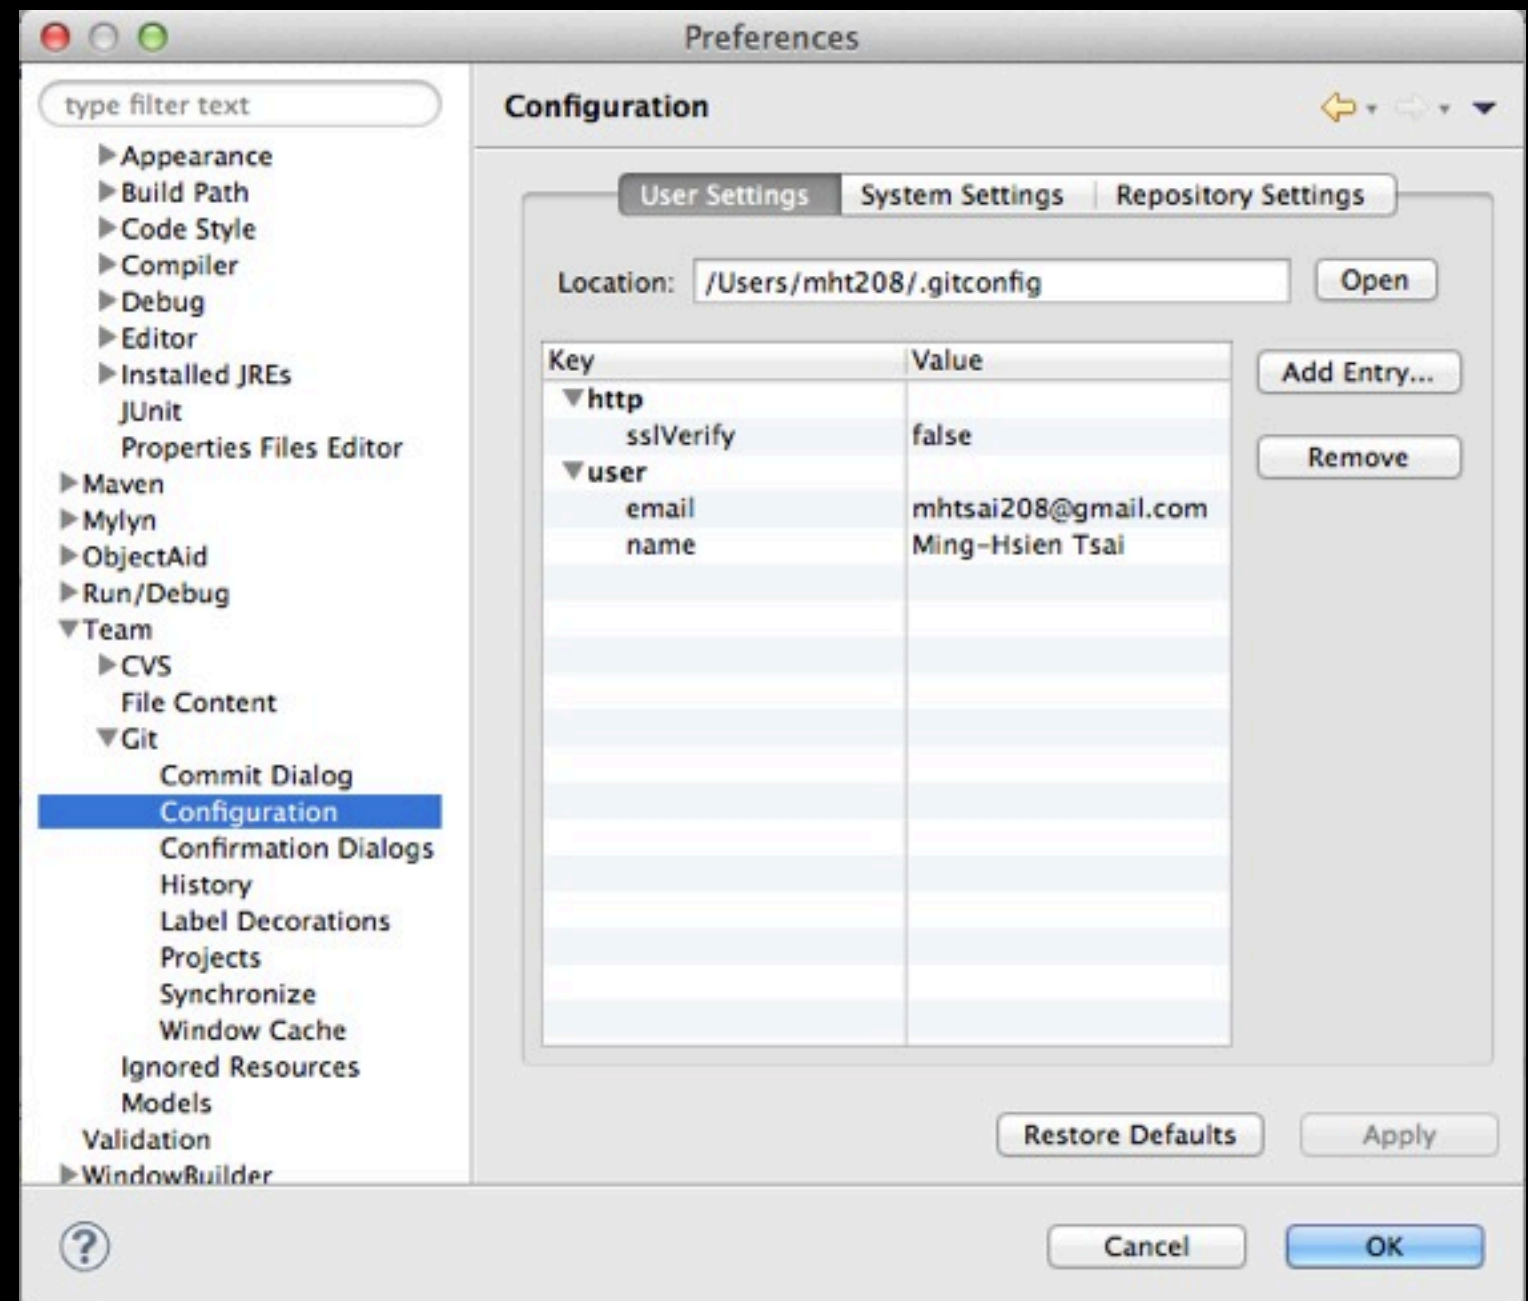 Preferences
type filter text
Appearance
Build Path
Code Style
Compiler
Debug
Editor
Installed JREs
JUnit
Properties Files Editor
Maven
Mylyn
ObjectAid
Run/Debug
Team
CVS
File Content
Git
Commit Dialog
Configuration
Confirmation Dialogs
History
Label Decorations
Projects
Synchronize
Window Cache
Ignored Resources
Models
Validation
WindowBuilder
Configuration
User Settings System Settings Repository Settings
Location: /Users/mht208/.gitconfig Open
Key Value
http
sslVerify false
user
email mhtsai208@gmail.com
name Ming-Hsien Tsai
Add Entry...
Remove
Restore Defaults Apply
? Cancel OK